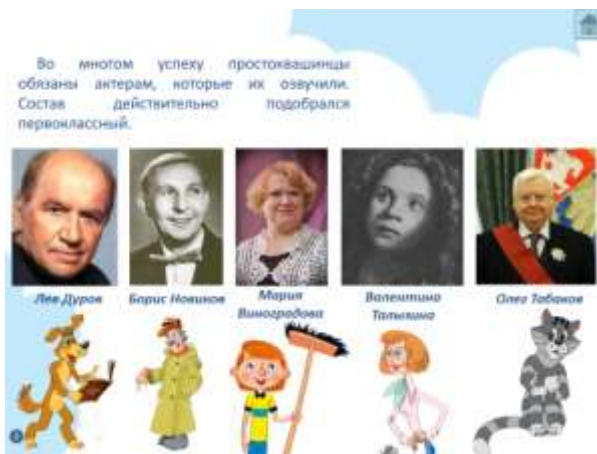 Во многом успеху простоквашинцы
обязаны актерам, которые их озвучили.
Состав действительно подобрался
первоклассный.
Лев Дуров
Борис Новиков
Мария
Виноградова
Валентина
Талызина
Олег Табаков